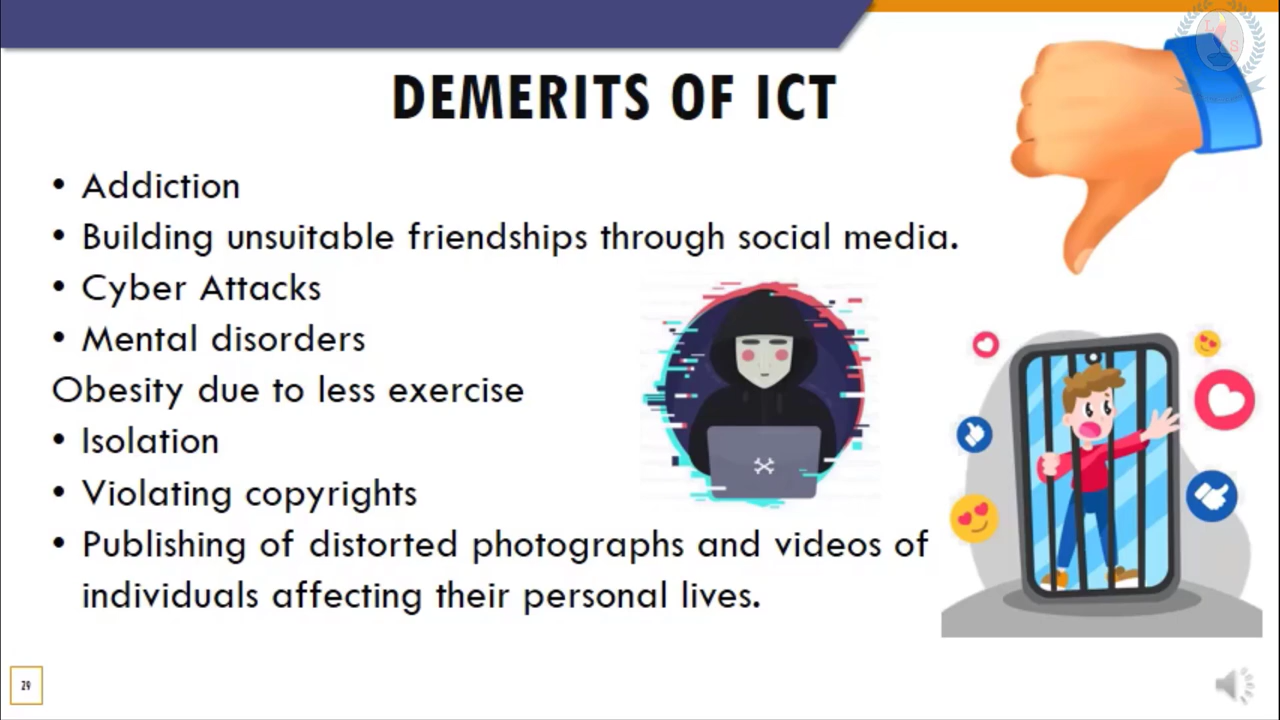 DEMERITS OF ICT
• Addiction
• Building unsuitable friendships through social media.
• Cyber Attacks
• Mental disorders
Obesity due to less exercise
• Isolation
• Violating copyrights
• Publishing of distorted photographs and videos of
individuals affecting their personal lives.
29
L S